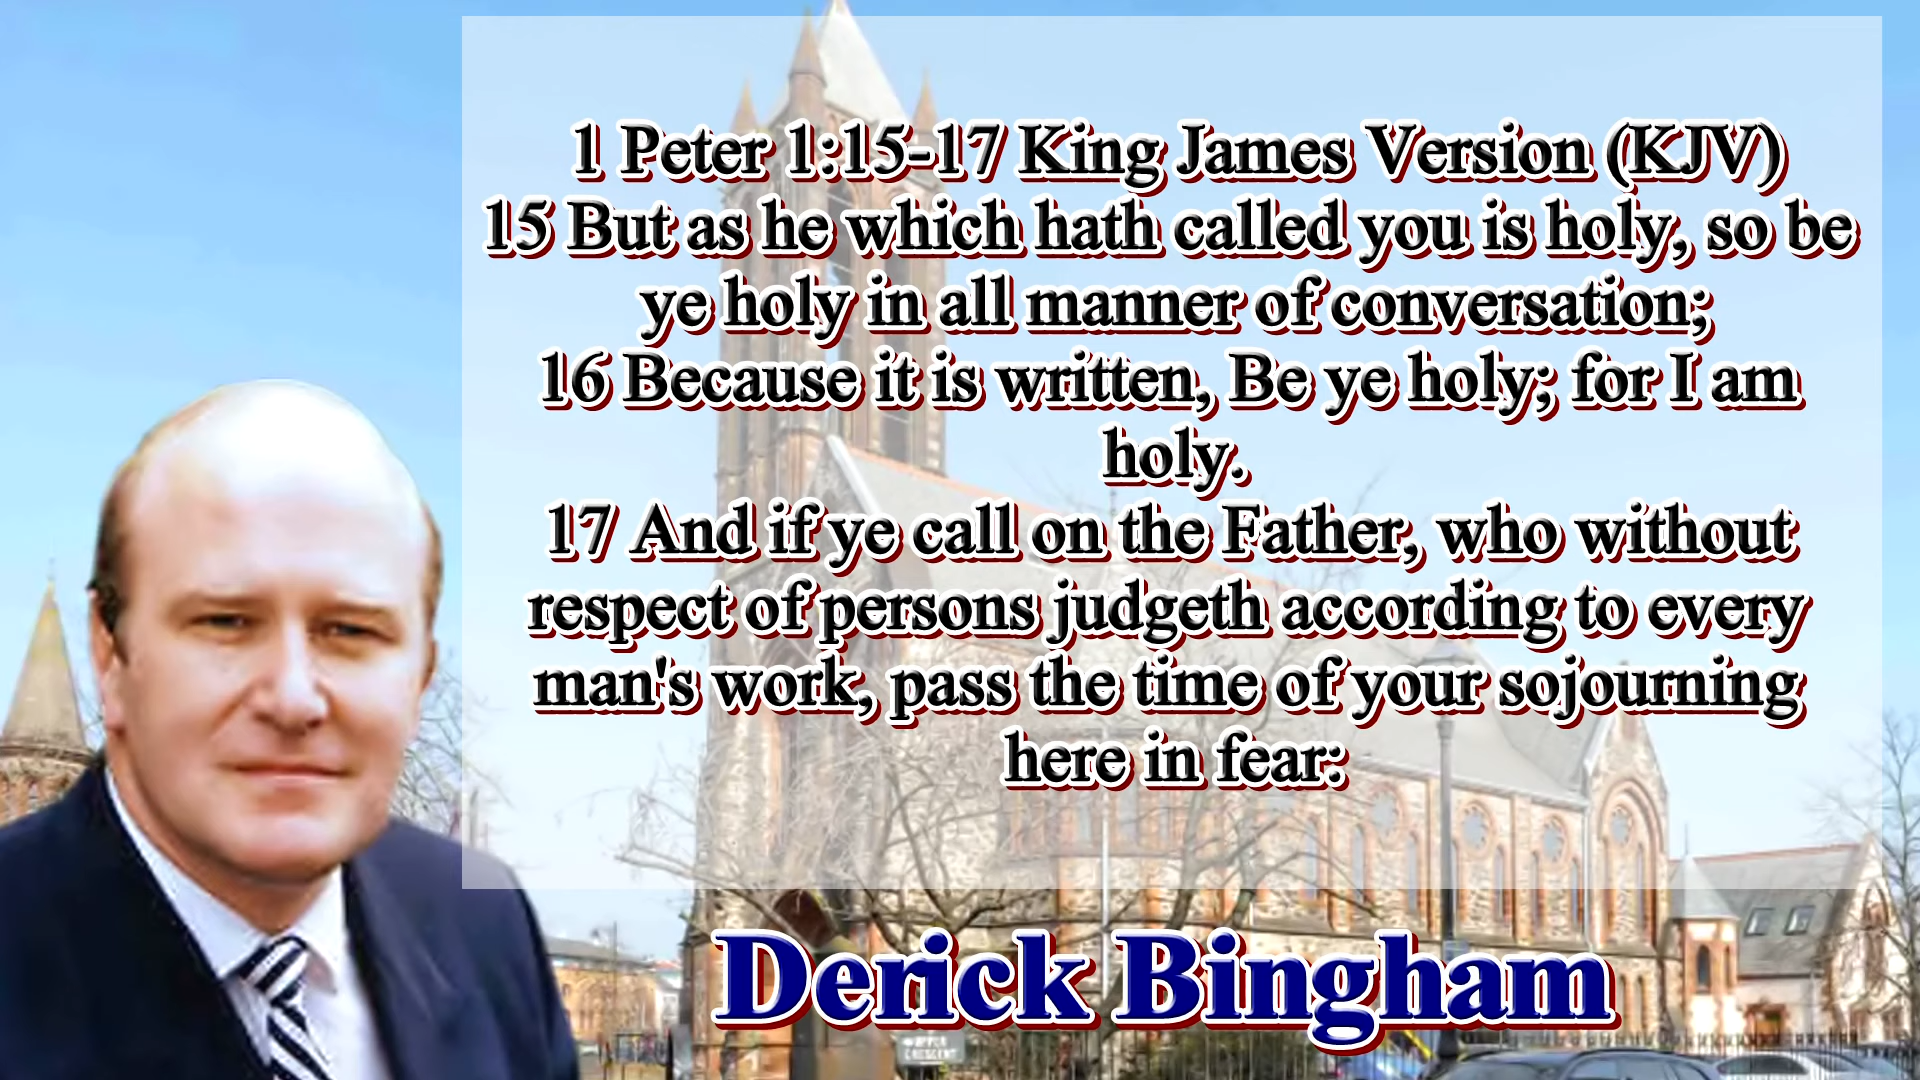 1 Peter 1:15-17 King James Version (KJV)
15 But as he which hath called you is holy, so be
ye holy in all manner of conversation;
16 Because it is written, Be ye holy; for I am
holy.
17 And if ye call on the Father, who without
respect of persons judgeth according to every
man's work, pass the time of your sojourning
here in fear:
Derick Bingham
UPPER
CRESCENT